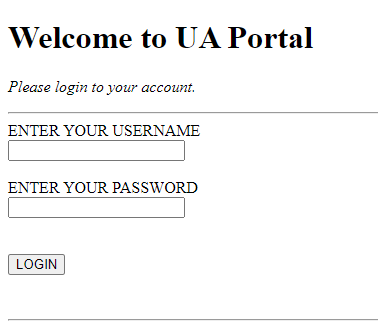 Welcome to UA Portal
Please login to your account.
ENTER YOUR USERNAME
ENTER YOUR PASSWORD
LOGIN